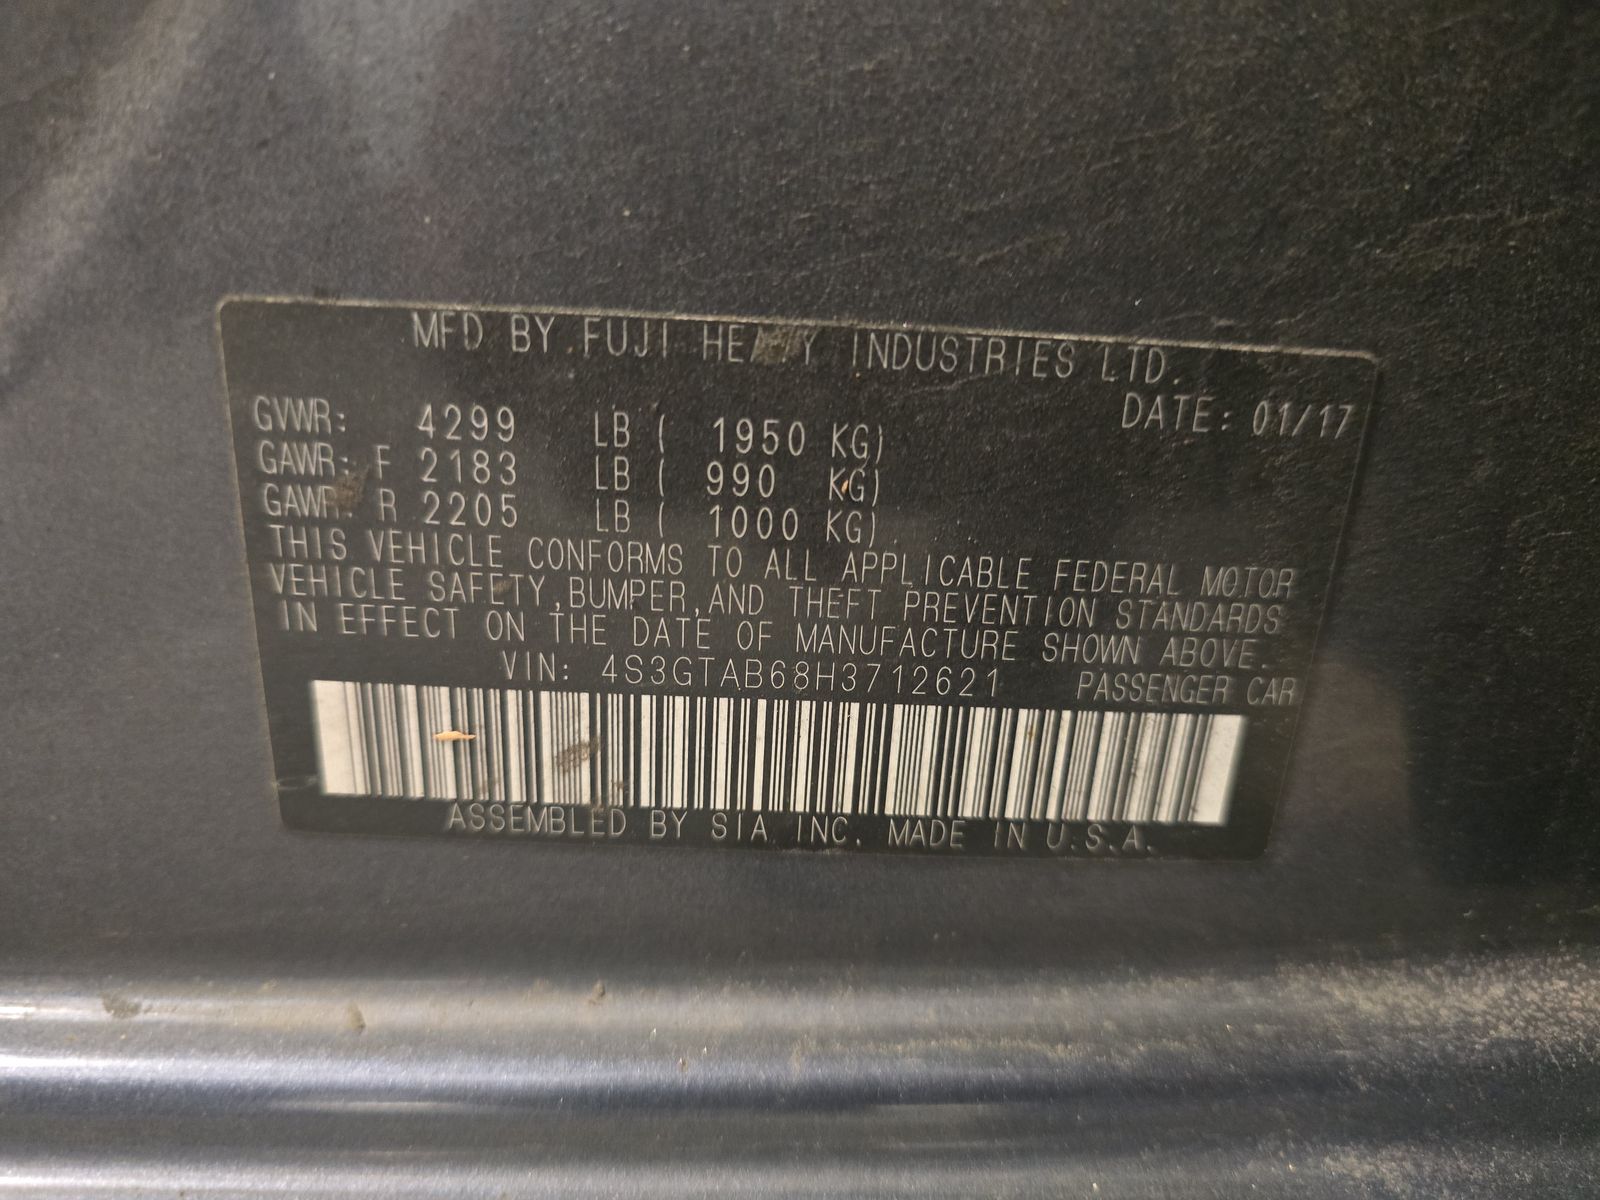 MFD BY FUJI HEAVY INDUSTRIES LTD.
DATE: 01/17
GVWR: 4299 LB ( 1950 KG)
GAWR: F 2183 LB ( 990 KG)
GAWR: R 2205 LB ( 1000 KG)
THIS VEHICLE CONFORMS TO ALL APPLICABLE FEDERAL MOTOR
VEHICLE SAFETY, BUMPER, AND THEFT PREVENTION STANDARDS
IN EFFECT ON THE DATE OF MANUFACTURE SHOWN ABOVE.
VIN: 4S3GTAB68H3712621 PASSENGER CAR
ASSEMBLED BY SIA INC. MADE IN U.S.A.